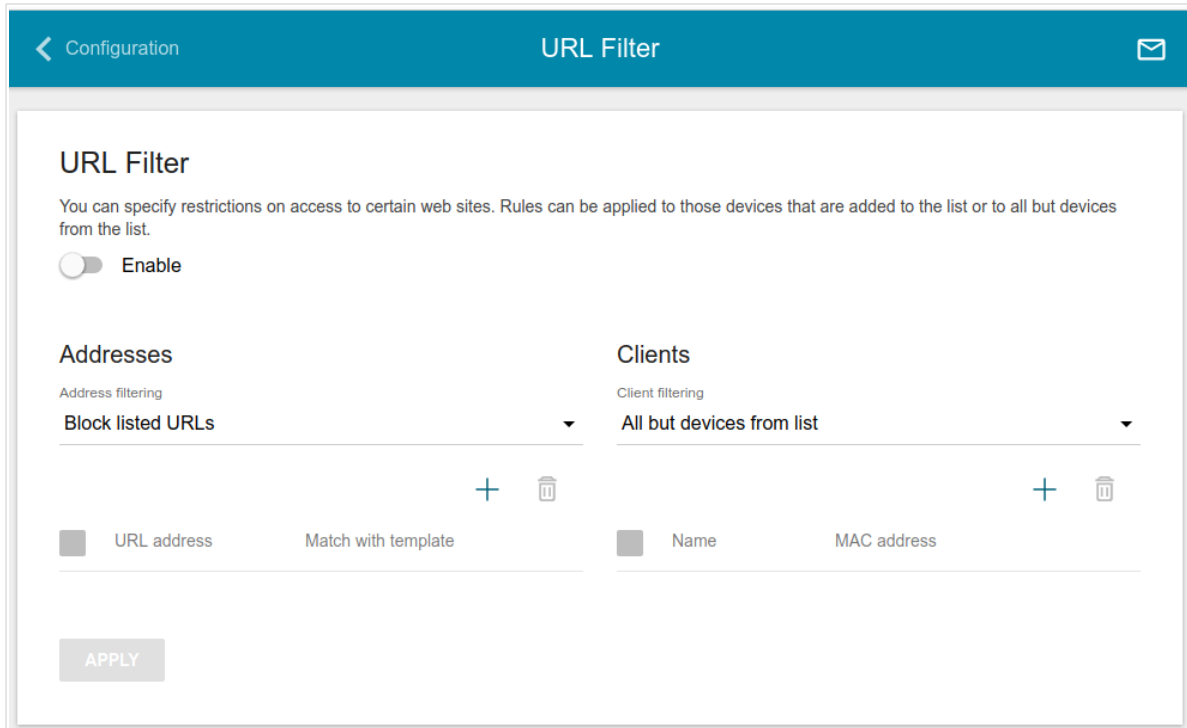 Configuration
URL Filter
URL Filter
You can specify restrictions on access to certain web sites. Rules can be applied to those devices that are added to the list or to all but devices
from the list.
Enable
Addresses
Address filtering
Block listed URLs
URL address Match with template
Clients
Client filtering
All but devices from list
Name MAC address
APPLY